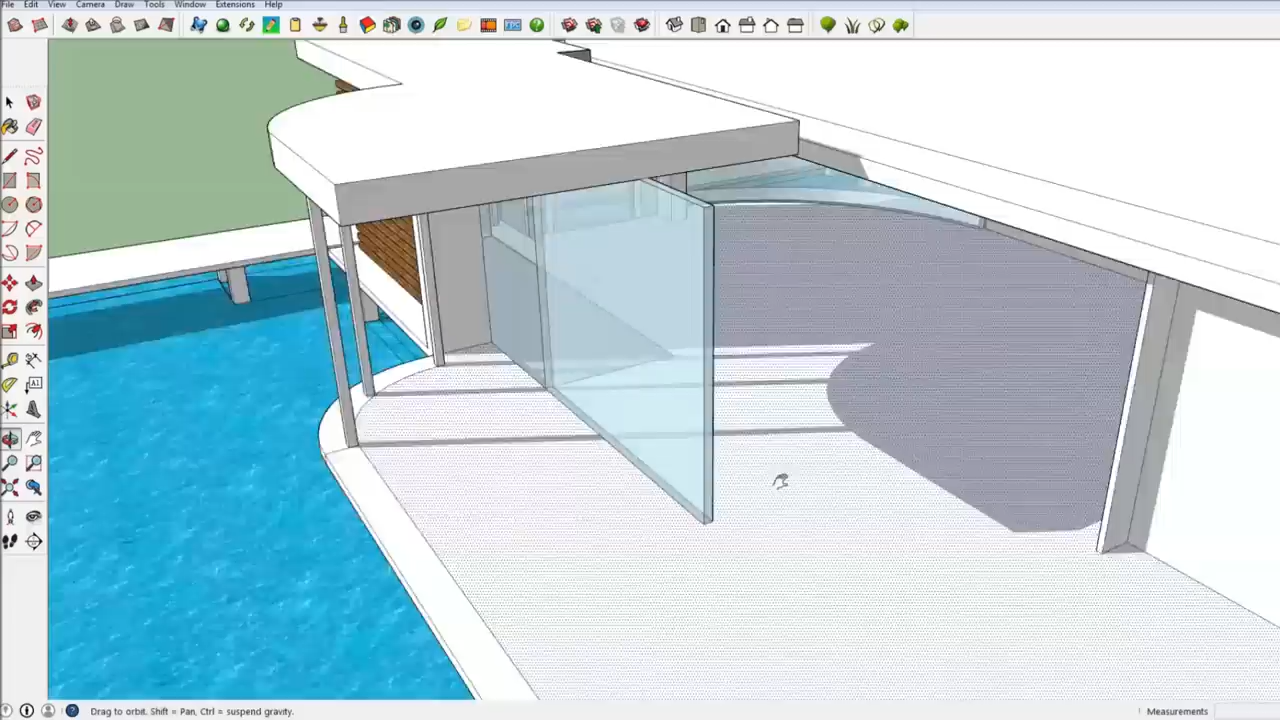 File Edit View Camera Draw Tools Window Extensions Help
Drag to orbit. Shift = Pan, Ctrl = suspend gravity.
Measurements